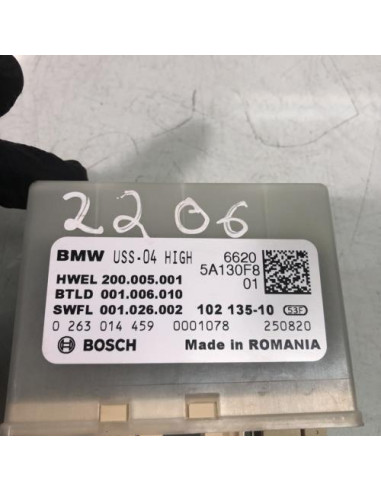 2206
BMW USS-04 HIGH 6620
5A130F8
HWEL 200.005.001 01
BTLD 001.006.010
SWFL 001.026.002 102 135-10 53F
0 263 014 459 0001078 250820
BOSCH Made in ROMANIA